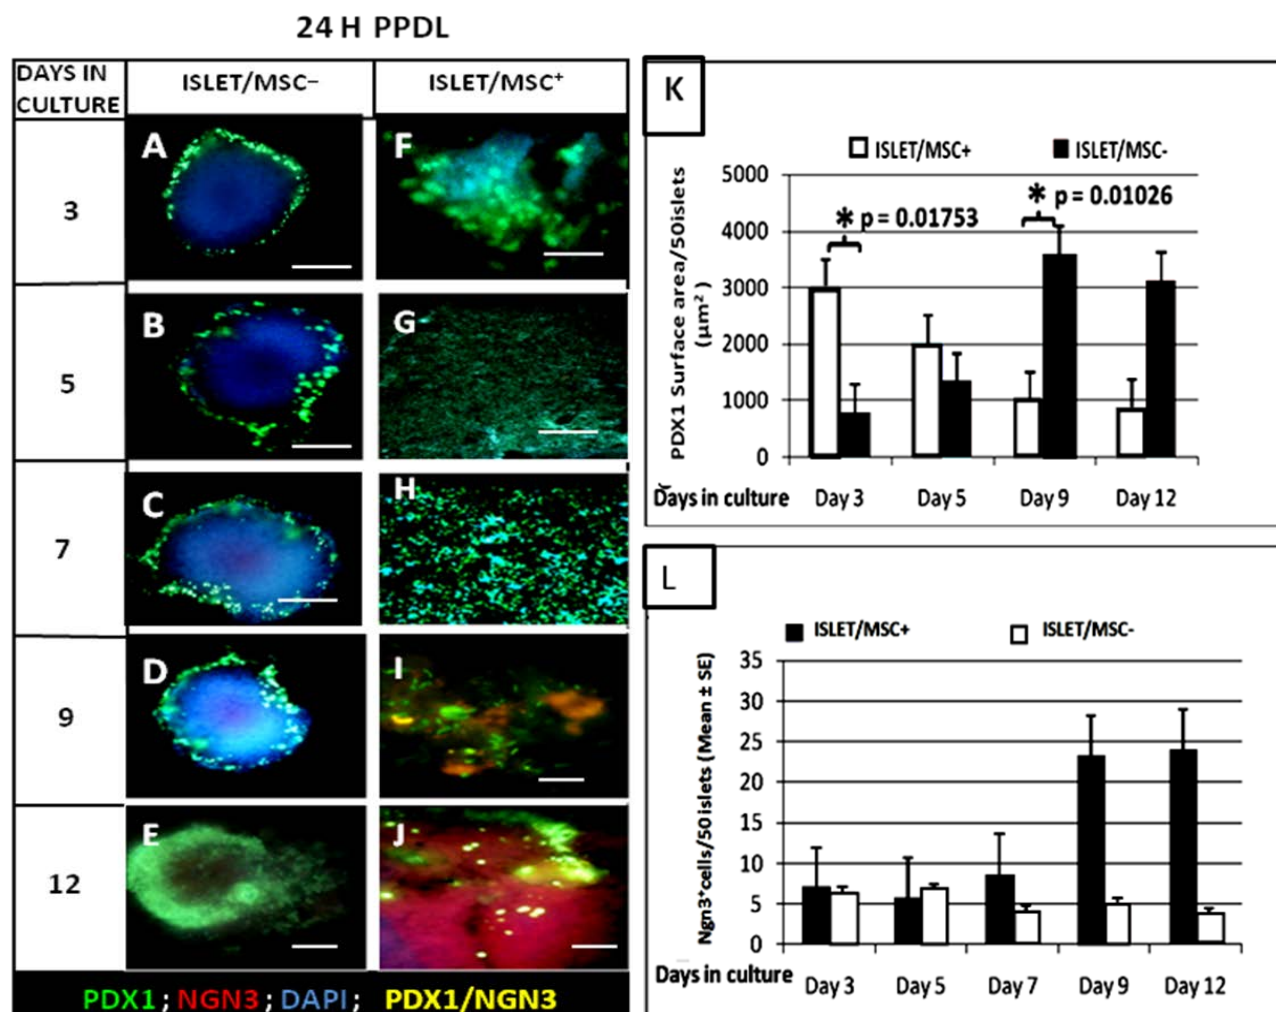 24 H PPDL
DAYS IN CULTURE
ISLET/MSC⁻
ISLET/MSC⁺
3
A
F
5
B
G
7
C
H
9
D
I
12
E
J
PDX1 ; NGN3 ; DAPI ; PDX1/NGN3
K
ISLET/MSC+
ISLET/MSC-
PDX1 Surface area/50islets (µm²)
5000
4000
3000
2000
1000
0
* p = 0.01753
* p = 0.01026
Days in culture
Day 3
Day 5
Day 9
Day 12
L
ISLET/MSC+
ISLET/MSC-
Ngn3⁺cells/50 islets (Mean ± SE)
35
30
25
20
15
10
5
0
Days in culture
Day 3
Day 5
Day 7
Day 9
Day 12